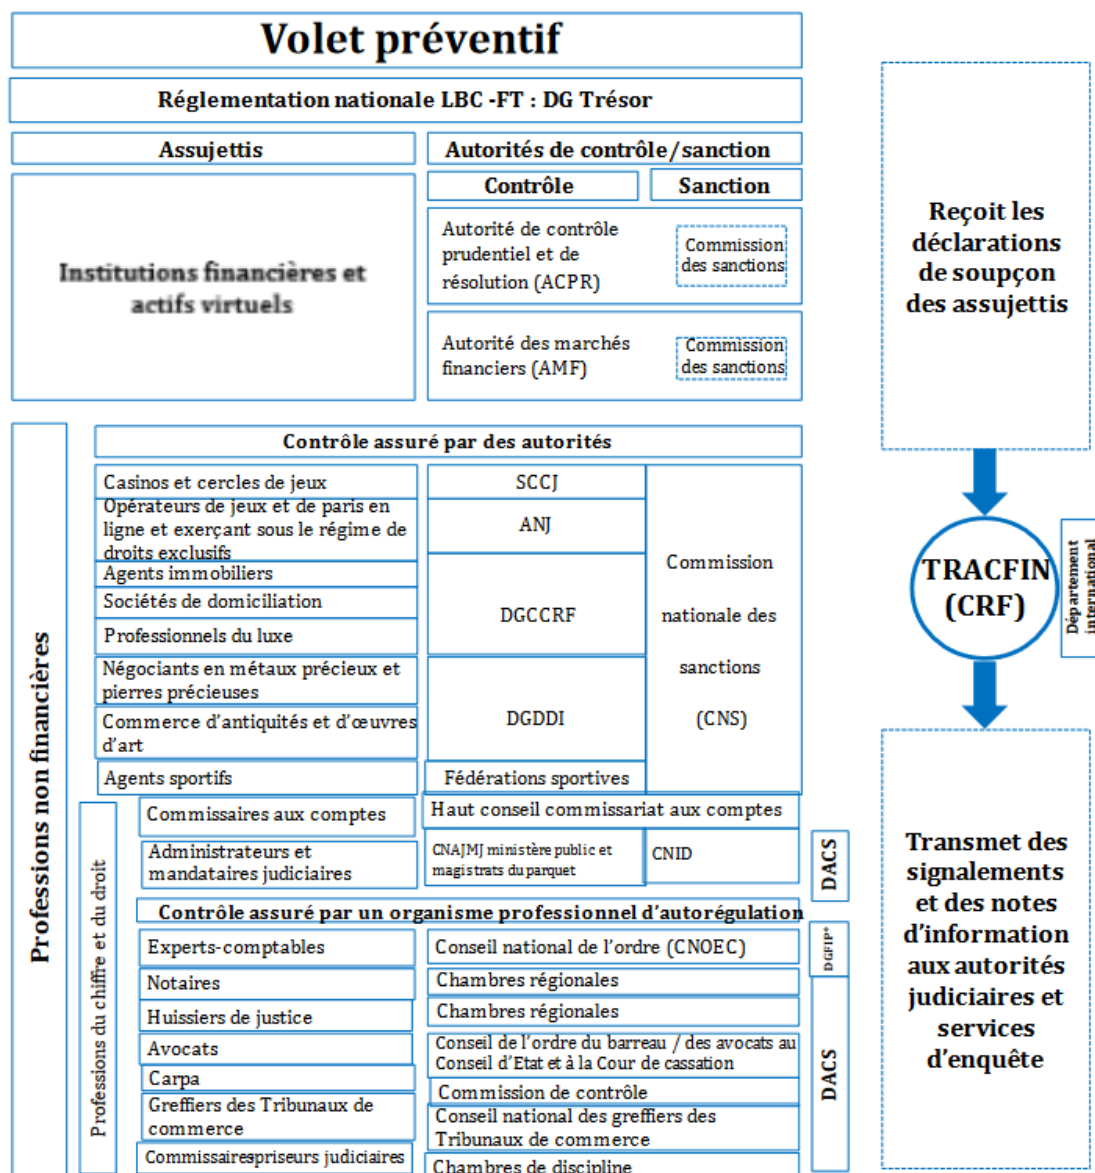 Volet préventif
Réglementation nationale LBC -FT : DG Trésor
Assujettis
Autorités de contrôle/sanction
Contrôle
Sanction
Institutions financières et
actifs virtuels
Autorité de contrôle
prudentiel et de
résolution (ACPR)
Commission
des sanctions
Autorité des marchés
financiers (AMF)
Commission
des sanctions
Professions non financières
Contrôle assuré par des autorités
Casinos et cercles de jeux
SCCJ
Opérateurs de jeux et de paris en
ligne et exerçant sous le régime de
droits exclusifs
ANJ
Agents immobiliers
Sociétés de domiciliation
Professionnels du luxe
DGCCRF
Négociants en métaux précieux et
pierres précieuses
Commerce d'antiquités et d'œuvres
d'art
DGDDI
Agents sportifs
Fédérations sportives
Commission
nationale des
sanctions
(CNS)
Professions du chiffre et du droit
Commissaires aux comptes
Haut conseil commissariat aux comptes
Administrateurs et
mandataires judiciaires
CNAJMJ ministère public et
magistrats du parquet
CNID
DACS
Contrôle assuré par un organisme professionnel d'autorégulation
Experts-comptables
Conseil national de l'ordre (CNOEC)
DGFIP*
Notaires
Chambres régionales
Huissiers de justice
Chambres régionales
Avocats
Conseil de l'ordre du barreau / des avocats au
Conseil d'Etat et à la Cour de cassation
Carpa
Commission de contrôle
Greffiers des Tribunaux de
commerce
Conseil national des greffiers des
Tribunaux de commerce
Commissairespriseurs judiciaires
Chambres de discipline
DACS
Reçoit les
déclarations
de soupçon
des assujettis
TRACFIN
(CRF)
Département
international
Transmet des
signalements
et des notes
d'information
aux autorités
judiciaires et
services
d'enquête